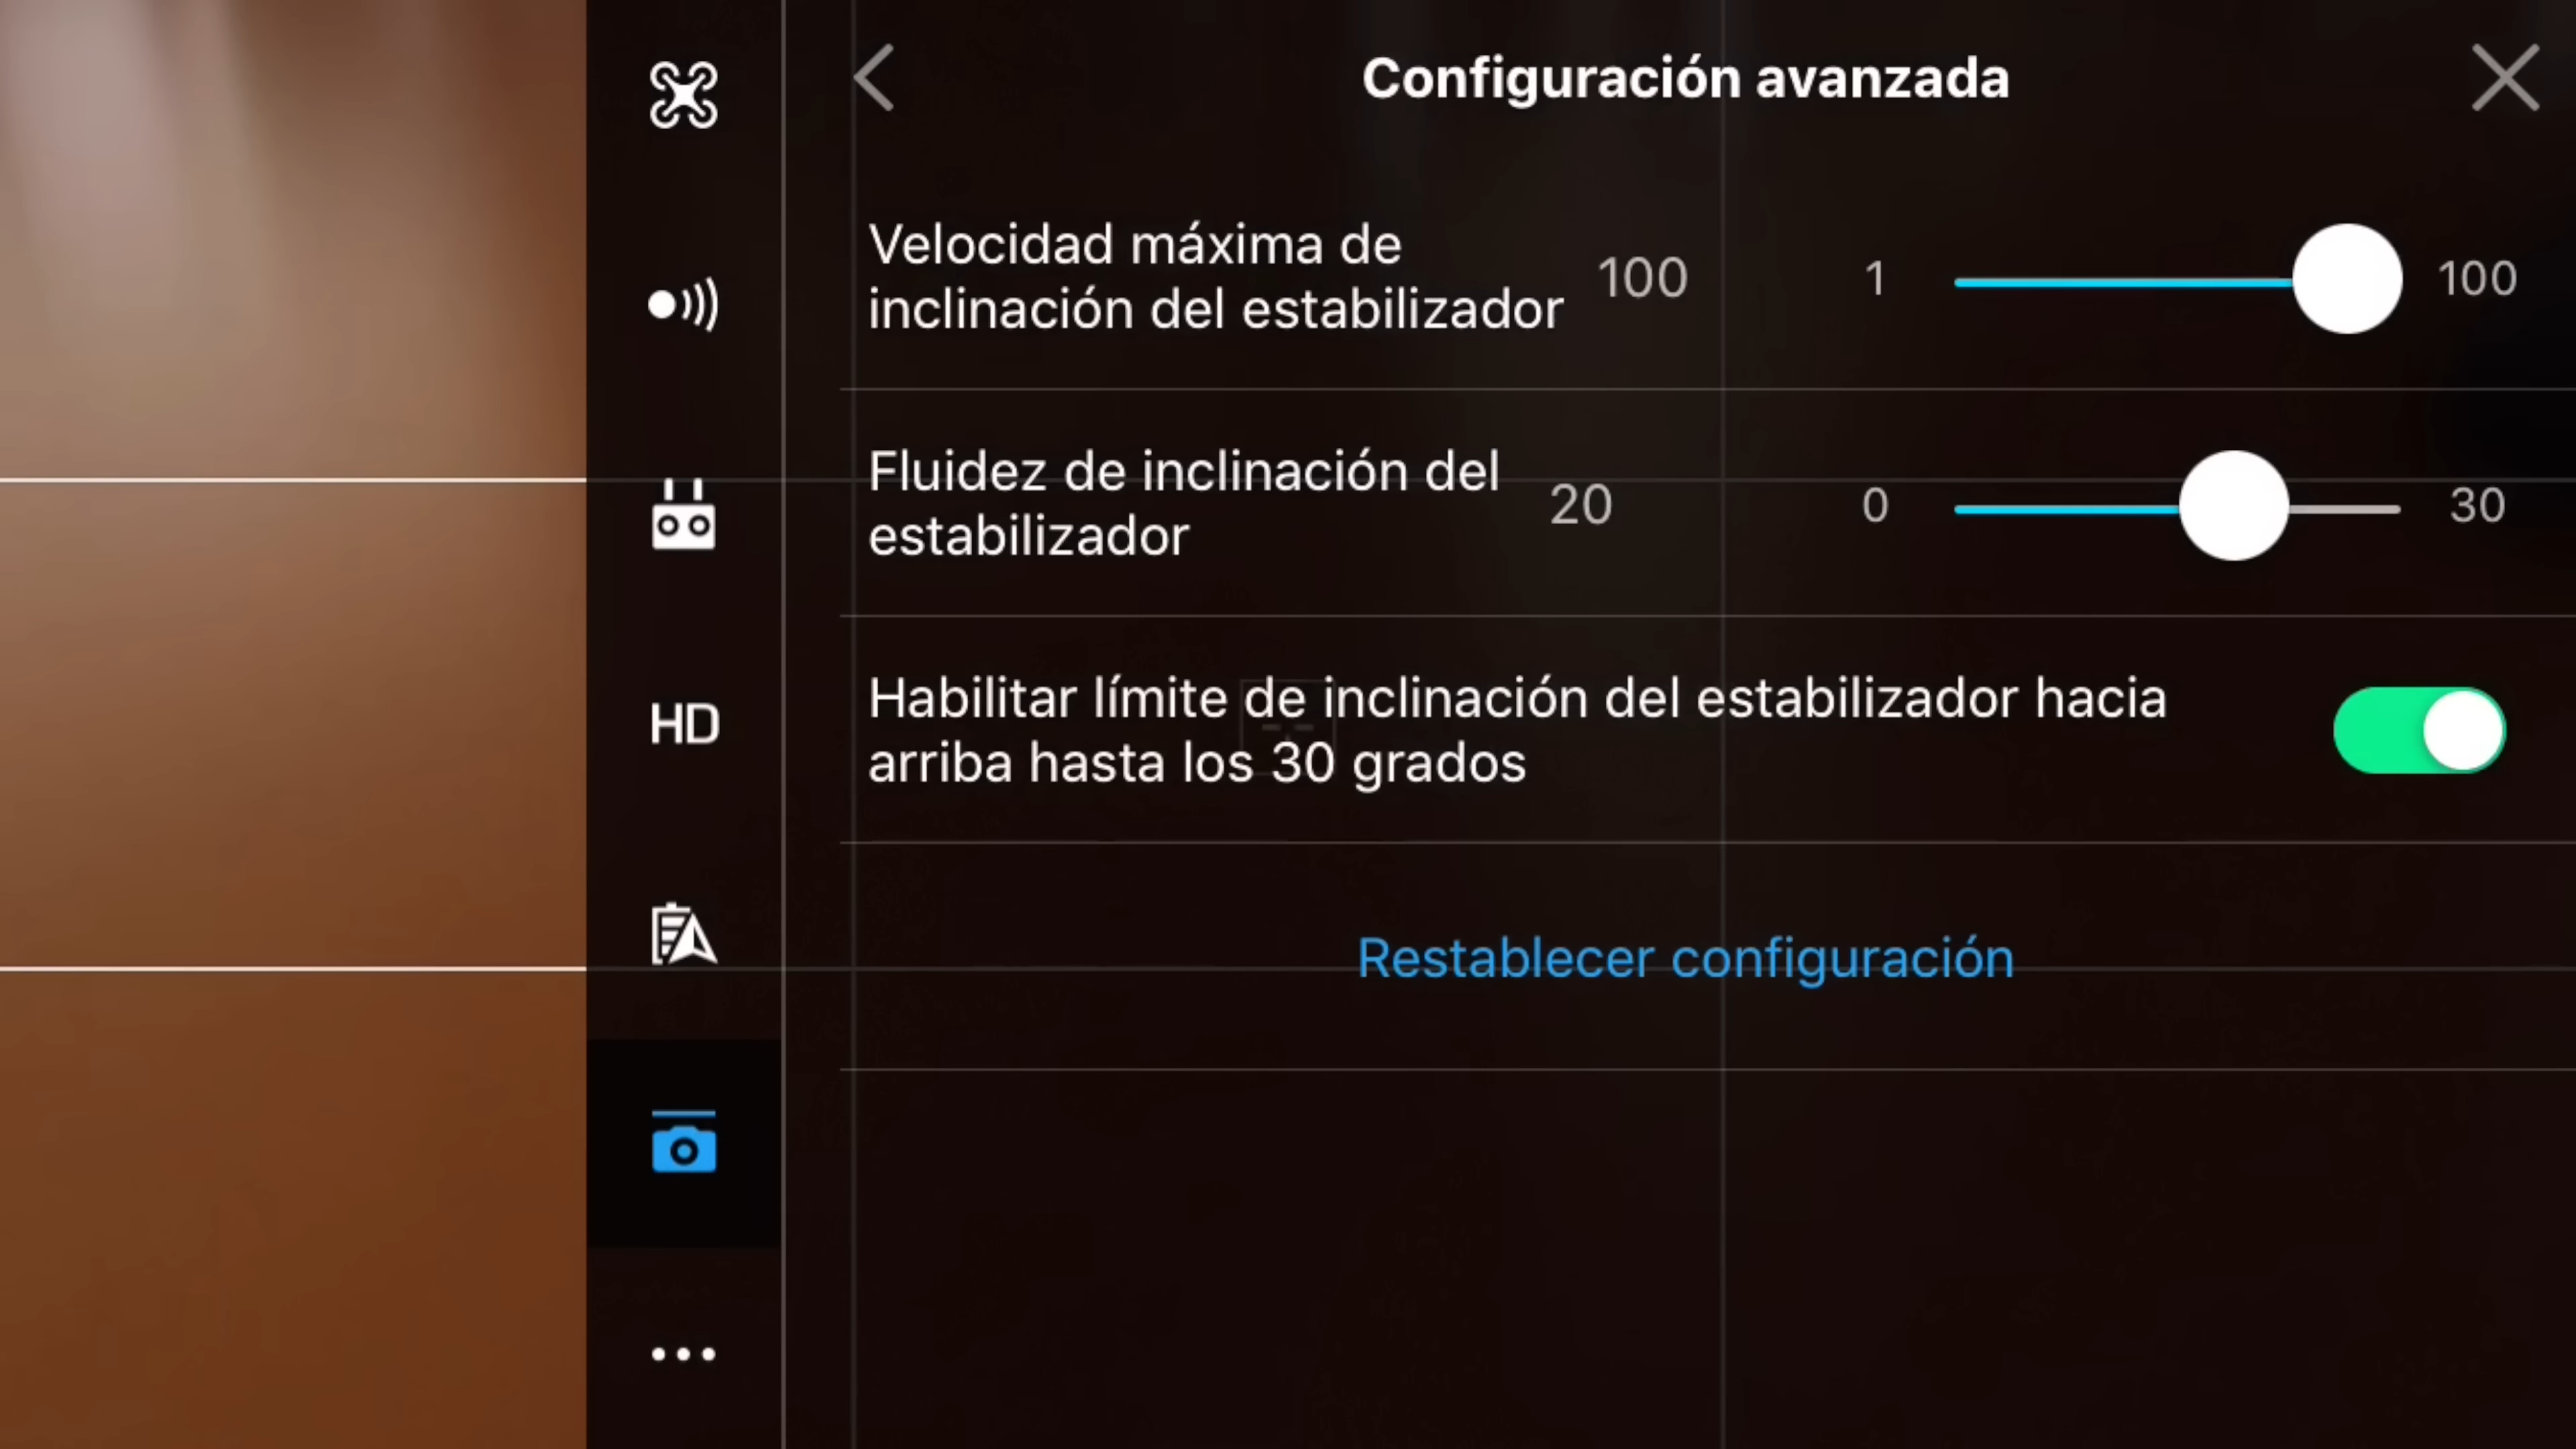 Configuración avanzada
Velocidad máxima de
inclinación del estabilizador
100
1
100
Fluidez de inclinación del
estabilizador
20
0
30
Habilitar límite de inclinación del estabilizador hacia
arriba hasta los 30 grados
HD
Restablecer configuración